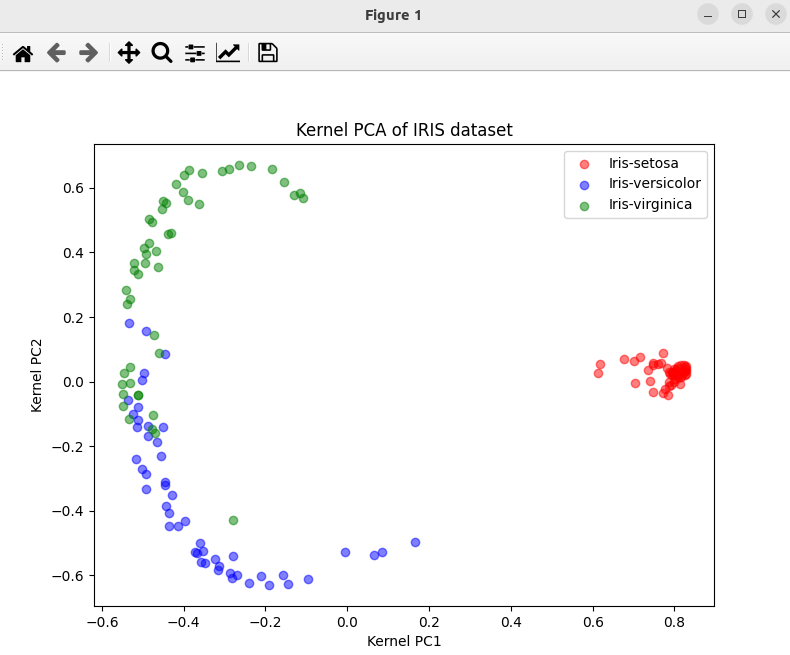 Figure 1
Kernel PCA of IRIS dataset
Iris-setosa
Iris-versicolor
Iris-virginica
0.6
0.4
0.2
0.0
−0.2
−0.4
−0.6
Kernel PC2
−0.6
−0.4
−0.2
0.0
0.2
0.4
0.6
0.8
Kernel PC1